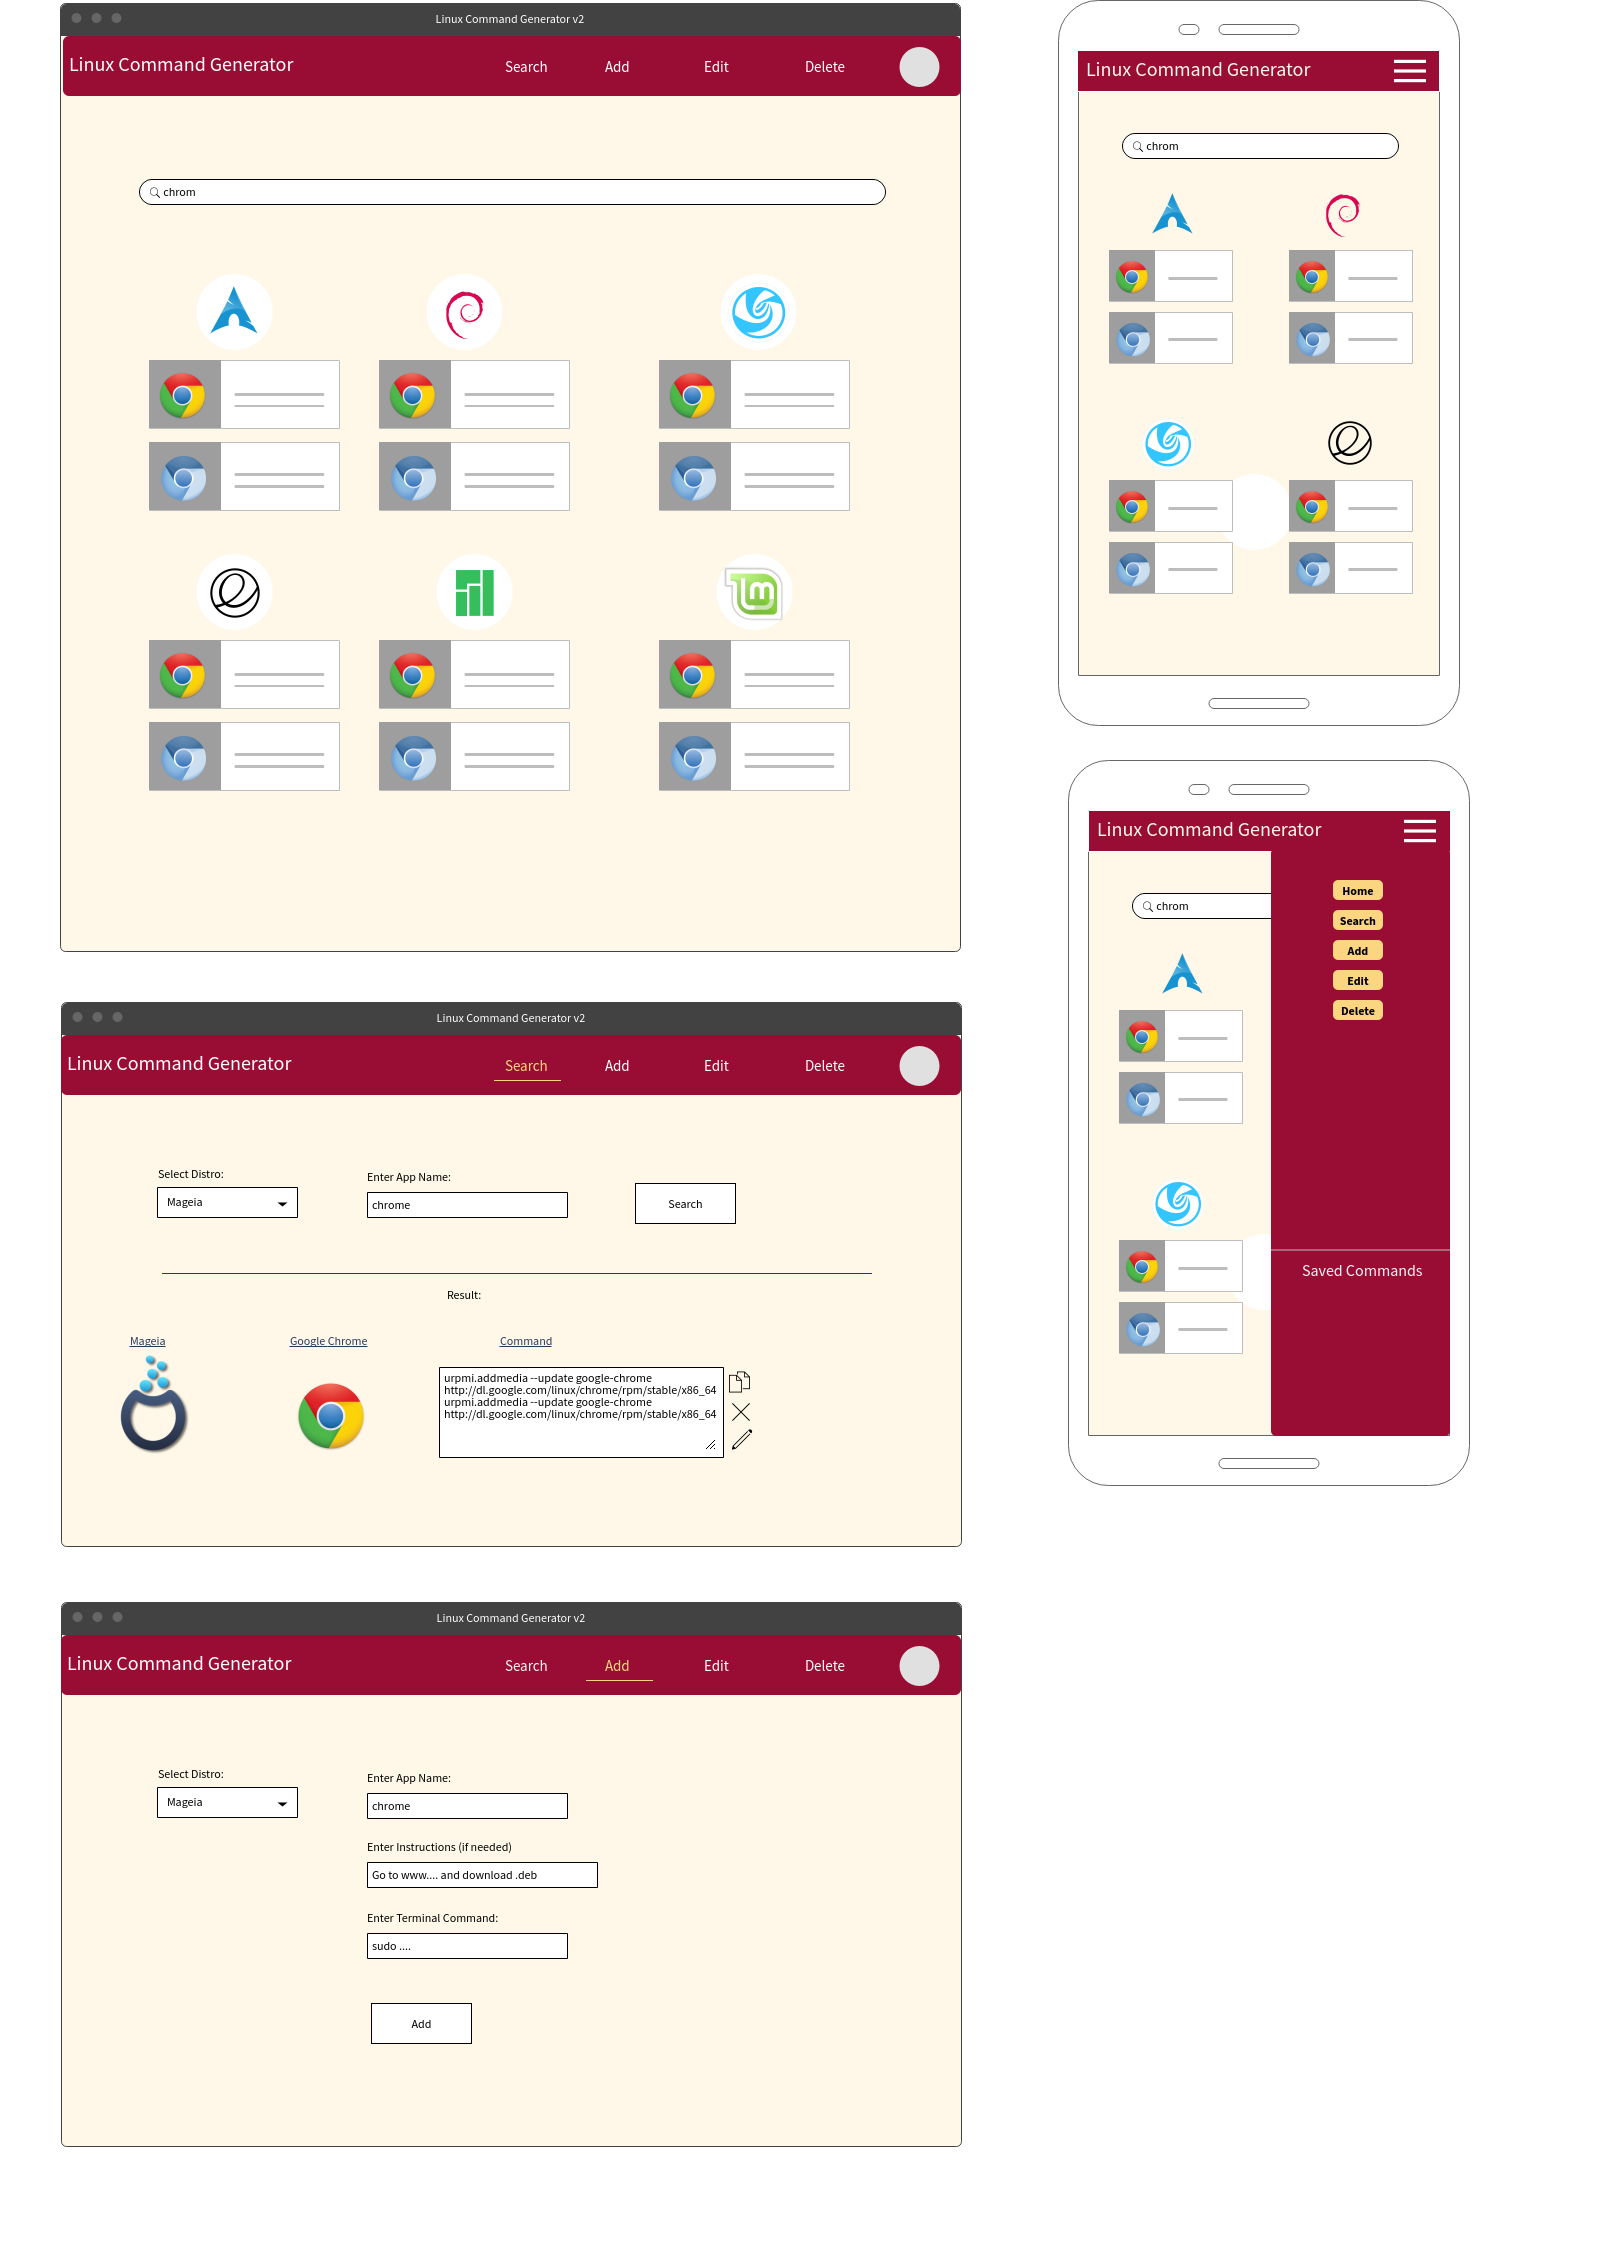 Linux Command Generator v2
Linux Command Generator
Search
Add
Edit
Delete
chrom
Linux Command Generator
chrom
Linux Command Generator
chrom
Home
Search
Add
Edit
Delete
Saved Commands
Linux Command Generator v2
Linux Command Generator
Search
Add
Edit
Delete
Select Distro:
Mageia
Enter App Name:
chrome
Search
Result:
Mageia
Google Chrome
Command
urpmi.addmedia --update google-chrome
http://dl.google.com/linux/chrome/rpm/stable/x86_64
urpmi.addmedia --update google-chrome
http://dl.google.com/linux/chrome/rpm/stable/x86_64
Linux Command Generator v2
Linux Command Generator
Search
Add
Edit
Delete
Select Distro:
Mageia
Enter App Name:
chrome
Enter Instructions (if needed)
Go to www.... and download .deb
Enter Terminal Command:
sudo ....
Add